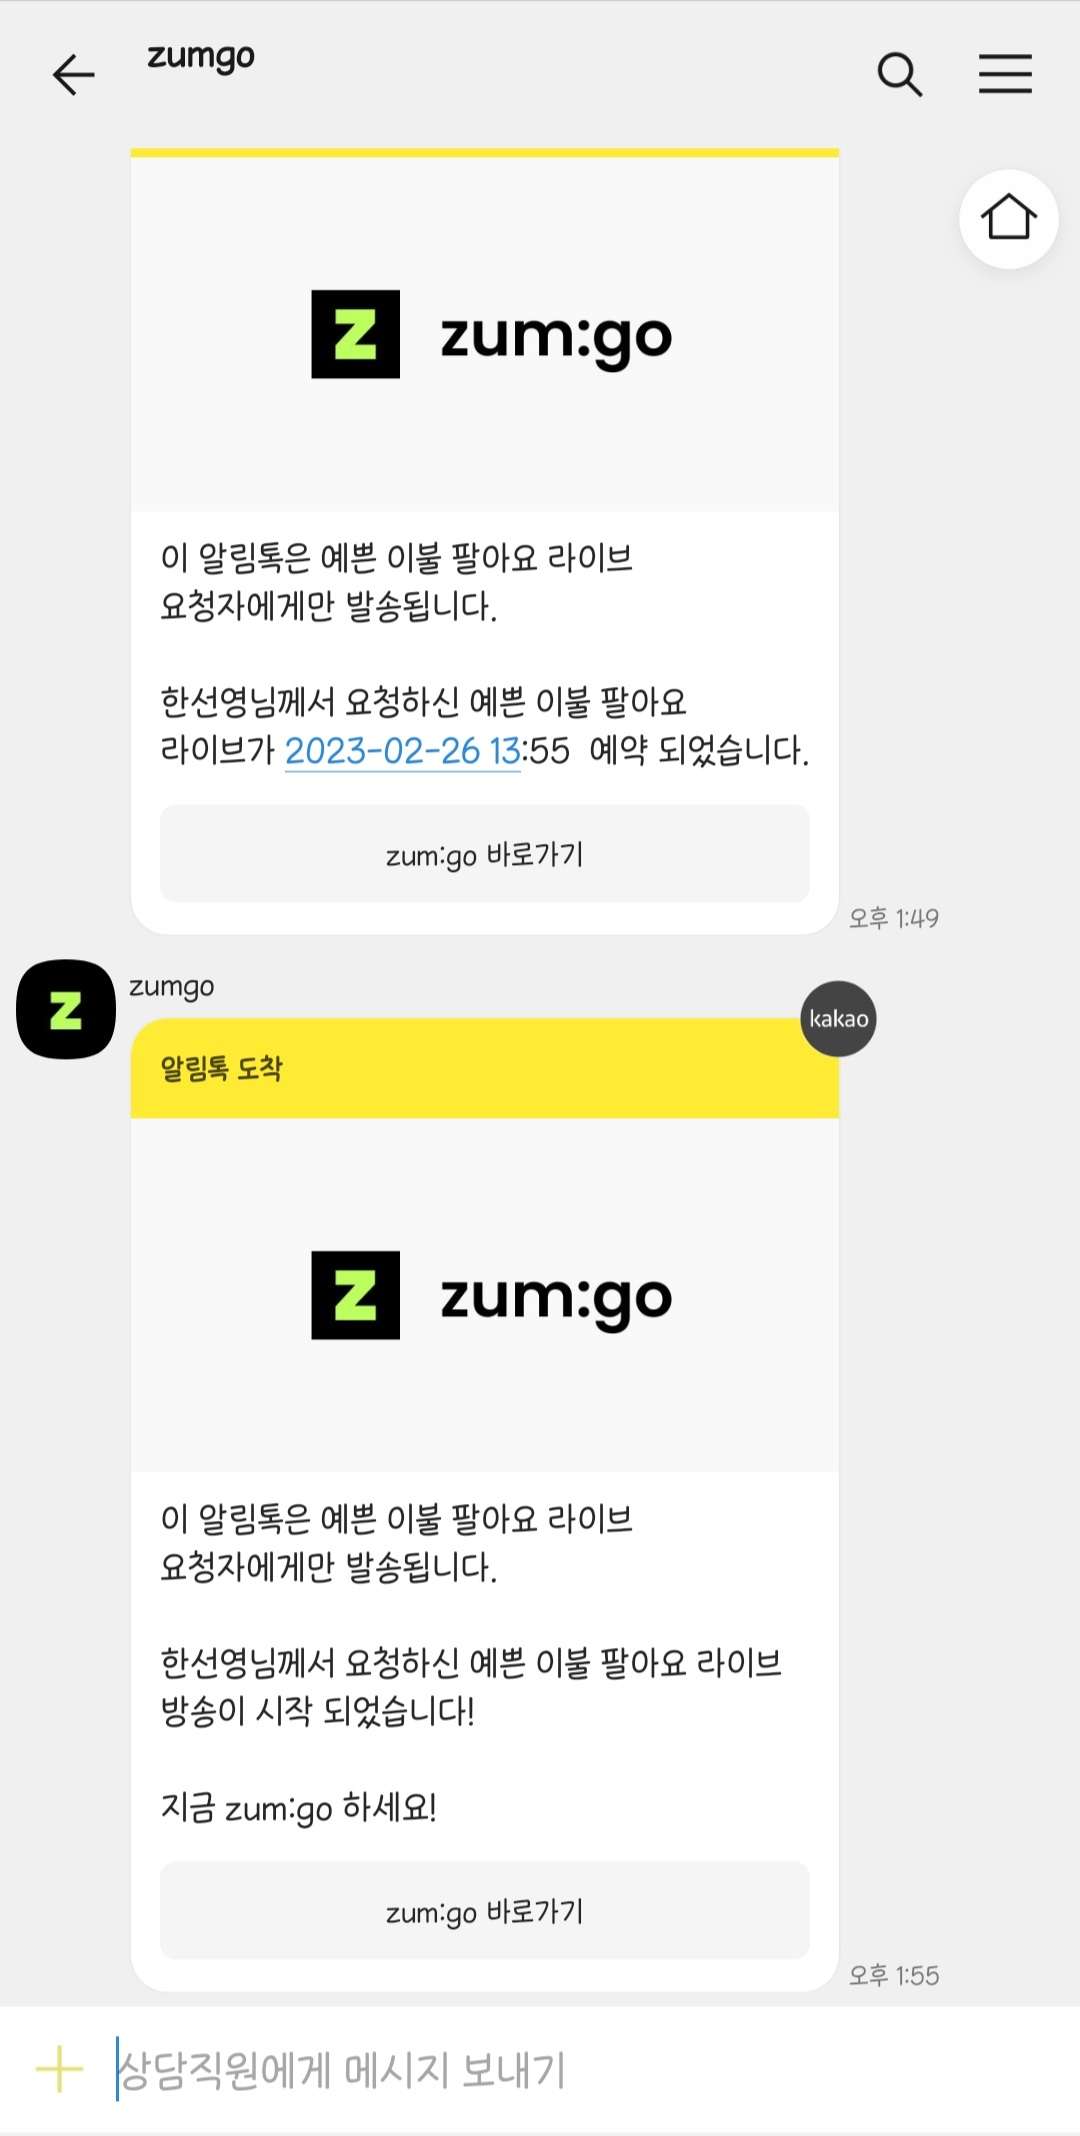 zumgo
Z zum:go
이 알림톡은 예쁜 이불 팔아요 라이브
요청자에게만 발송됩니다.
한선영님께서 요청하신 예쁜 이불 팔아요
라이브가 2023-02-26 13:55 예약 되었습니다.
zum:go 바로가기
오후 1:49
Z
zumgo
kakao
알림톡 도착
Z zum:go
이 알림톡은 예쁜 이불 팔아요 라이브
요청자에게만 발송됩니다.
한선영님께서 요청하신 예쁜 이불 팔아요 라이브
방송이 시작 되었습니다!
지금 zum:go 하세요!
zum:go 바로가기
오후 1:55
상담직원에게 메시지 보내기